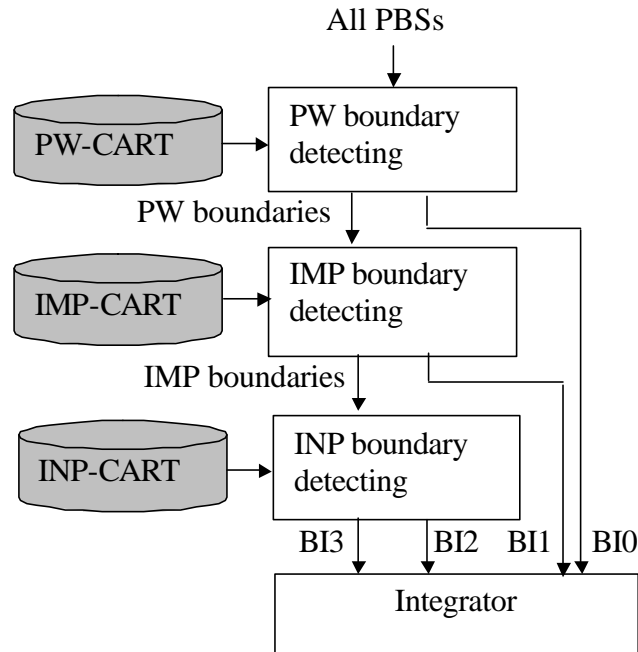 All PBSs
PW boundary
detecting
PW-CART
PW boundaries
IMP boundary
detecting
IMP-CART
IMP boundaries
INP boundary
detecting
INP-CART
BI3 BI2 BI1 BI0
Integrator